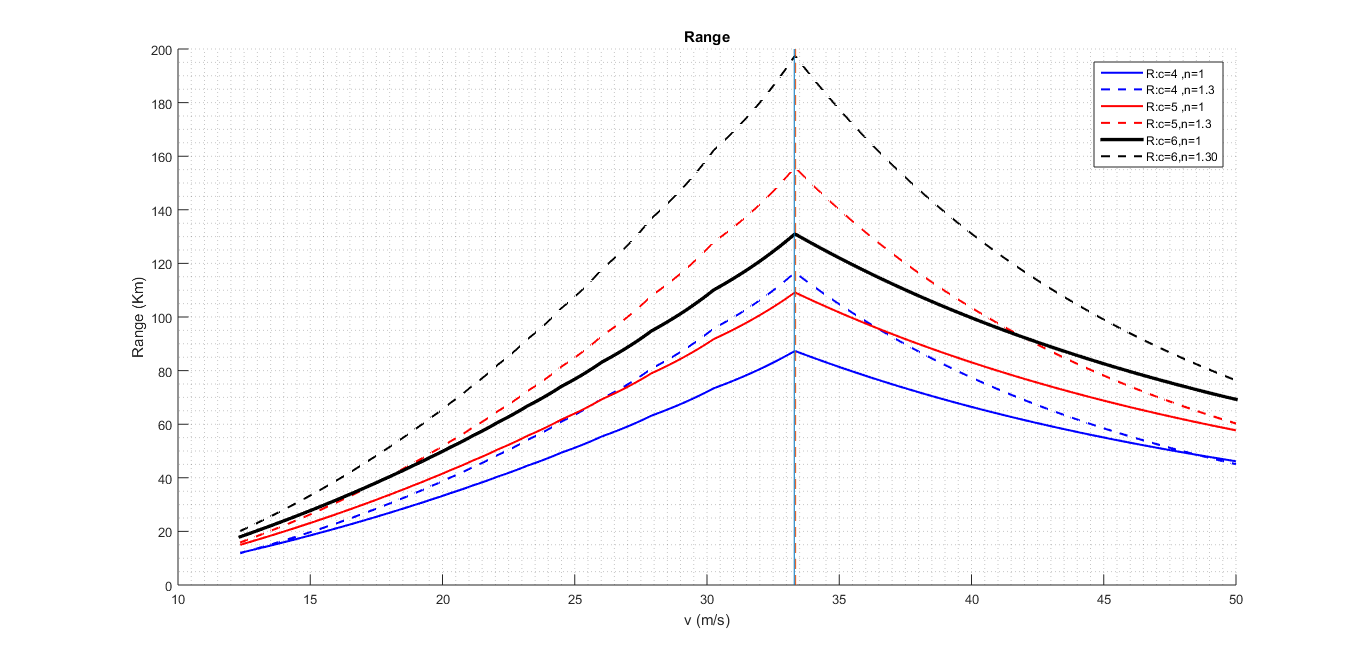 Range
200
180
160
140
120
100
80
60
40
20
0
Range (Km)
10 15 20 25 30 35 40 45 50
v (m/s)
R:c=4 ,n=1
R:c=4 ,n=1.3
R:c=5 ,n=1
R:c=5,n=1.3
R:c=6,n=1
R:c=6,n=1.30